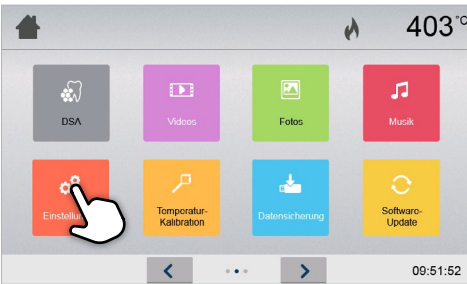 403°C
DSA
Videos
Fotos
Musik
Temperatur-
Kalibration
Datensicherung
Software-
Update
09:51:52